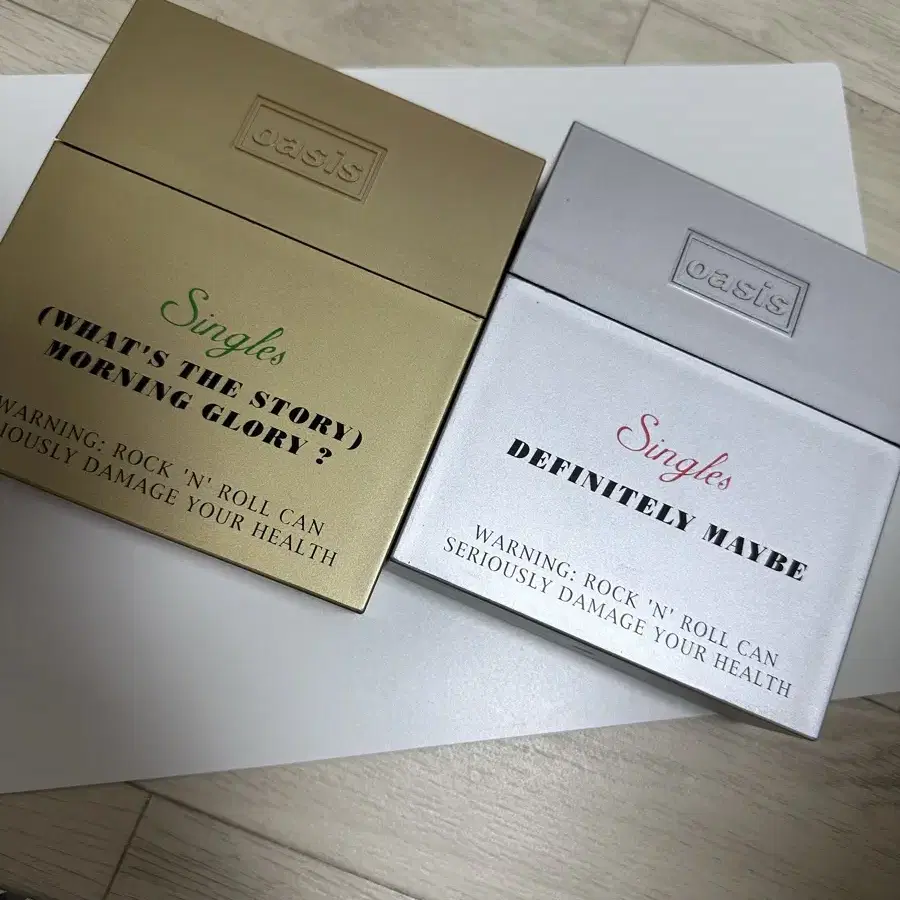 oasis
Singles
(WHAT'S THE STORY)
MORNING GLORY ?
WARNING: ROCK 'N' ROLL CAN
SERIOUSLY DAMAGE YOUR HEALTH
oasis
Singles
DEFINITELY MAYBE
WARNING: ROCK 'N' ROLL CAN
SERIOUSLY DAMAGE YOUR HEALTH